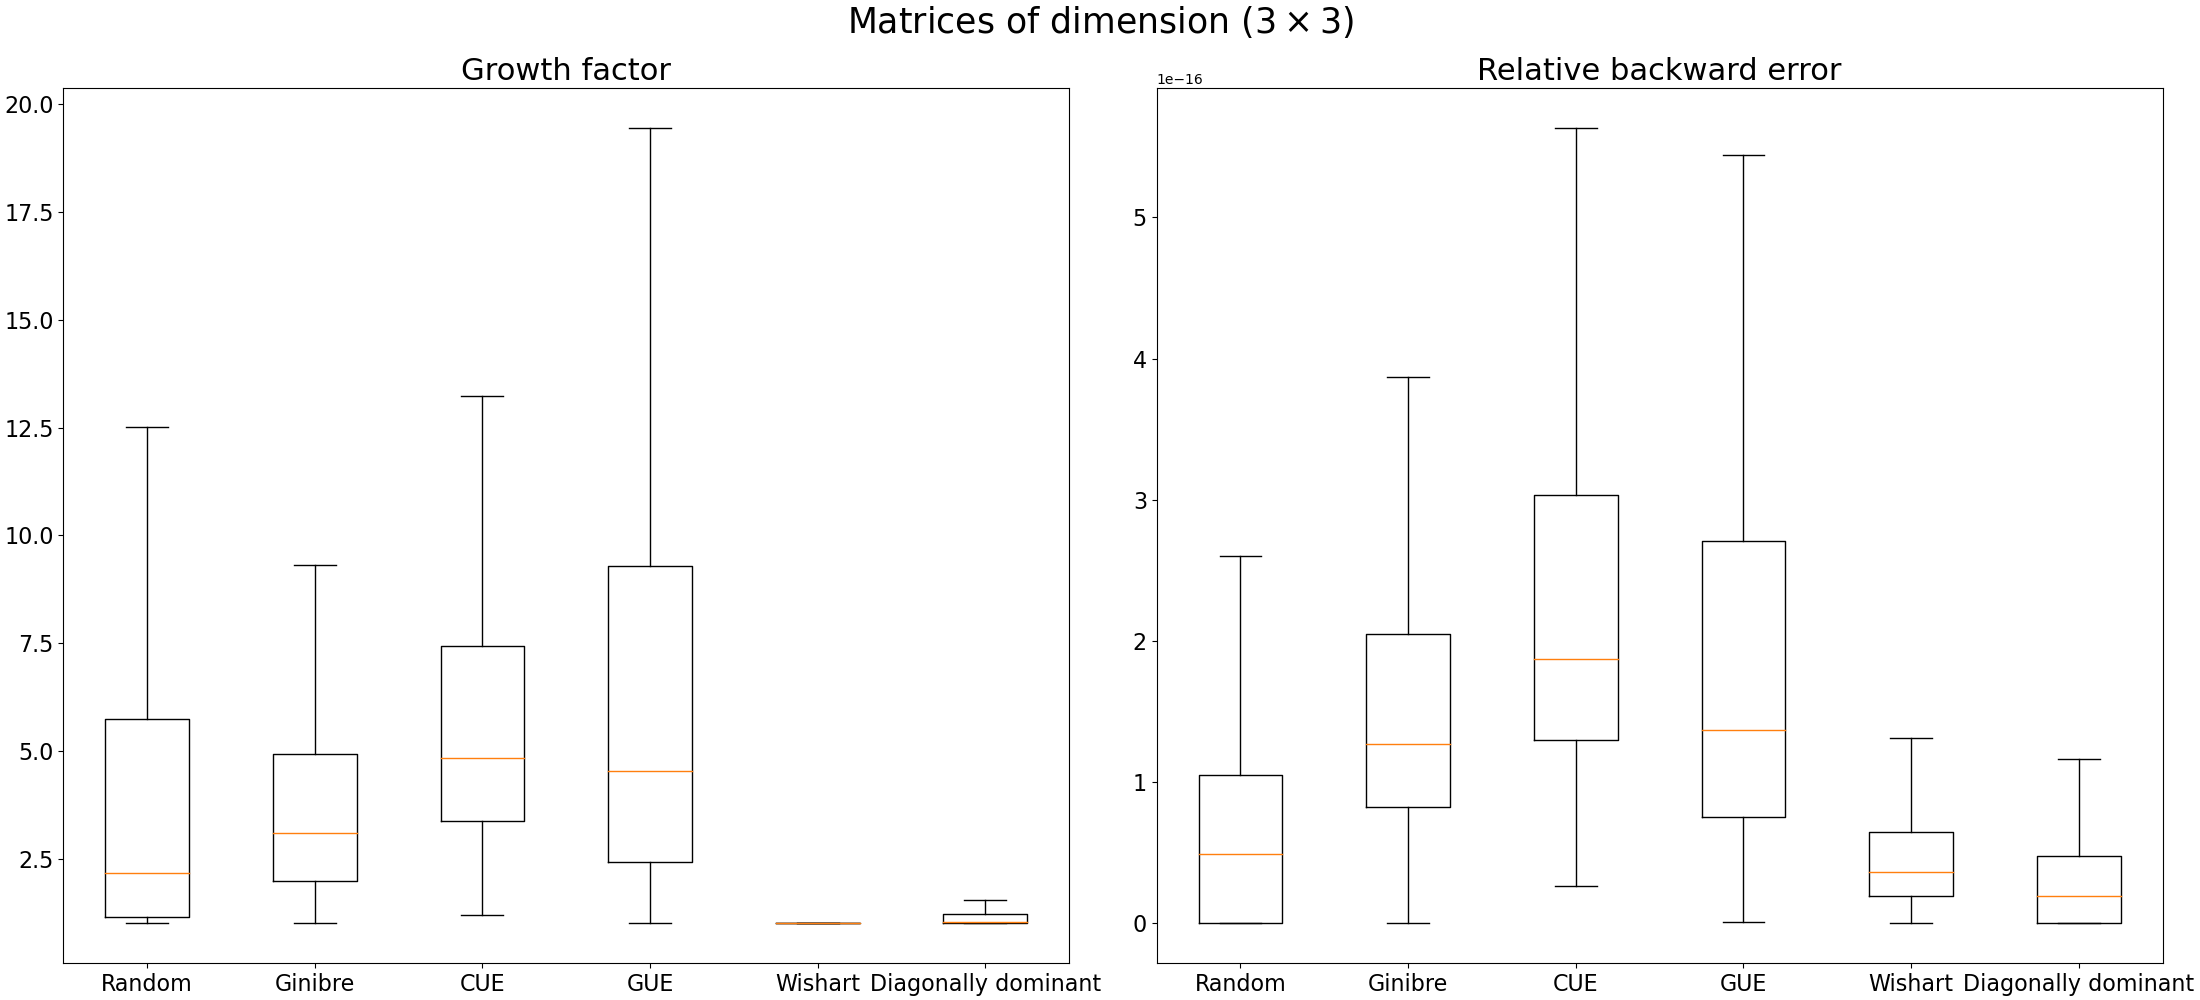 Matrices of dimension (3 × 3)
Growth factor
20.0
17.5
15.0
12.5
10.0
7.5
5.0
2.5
Random Ginibre CUE GUE Wishart Diagonally dominant
Relative backward error
1e−16
5
4
3
2
1
0
Random Ginibre CUE GUE Wishart Diagonally dominant